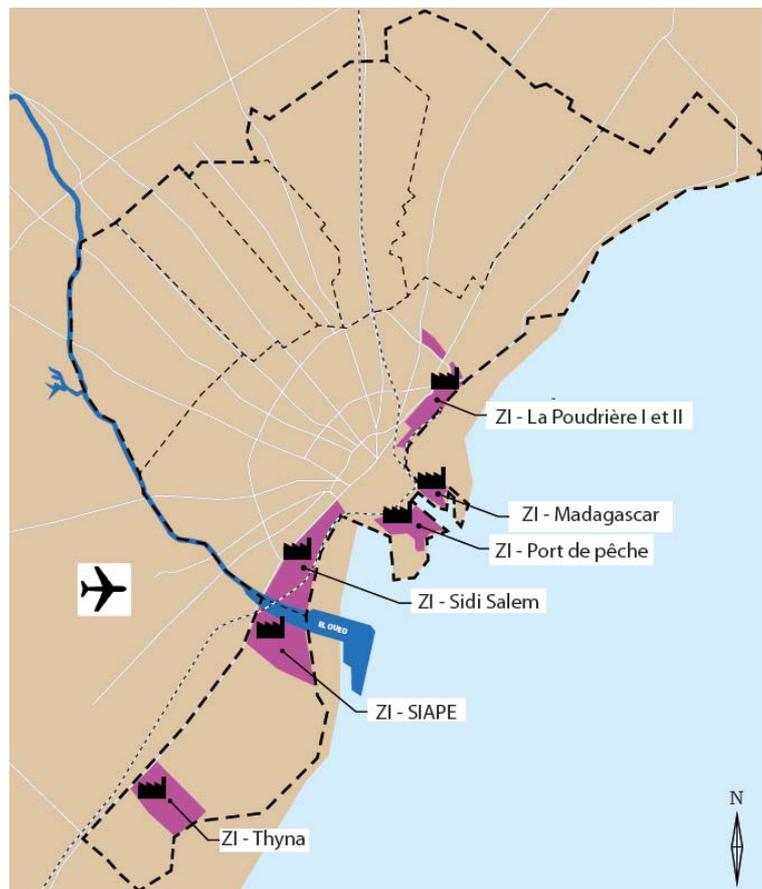 ZI - La Poudrière I et II
ZI - Madagascar
ZI - Port de pêche
ZI - Sidi Salem
EL OUED
ZI - SIAPE
ZI - Thyna
N